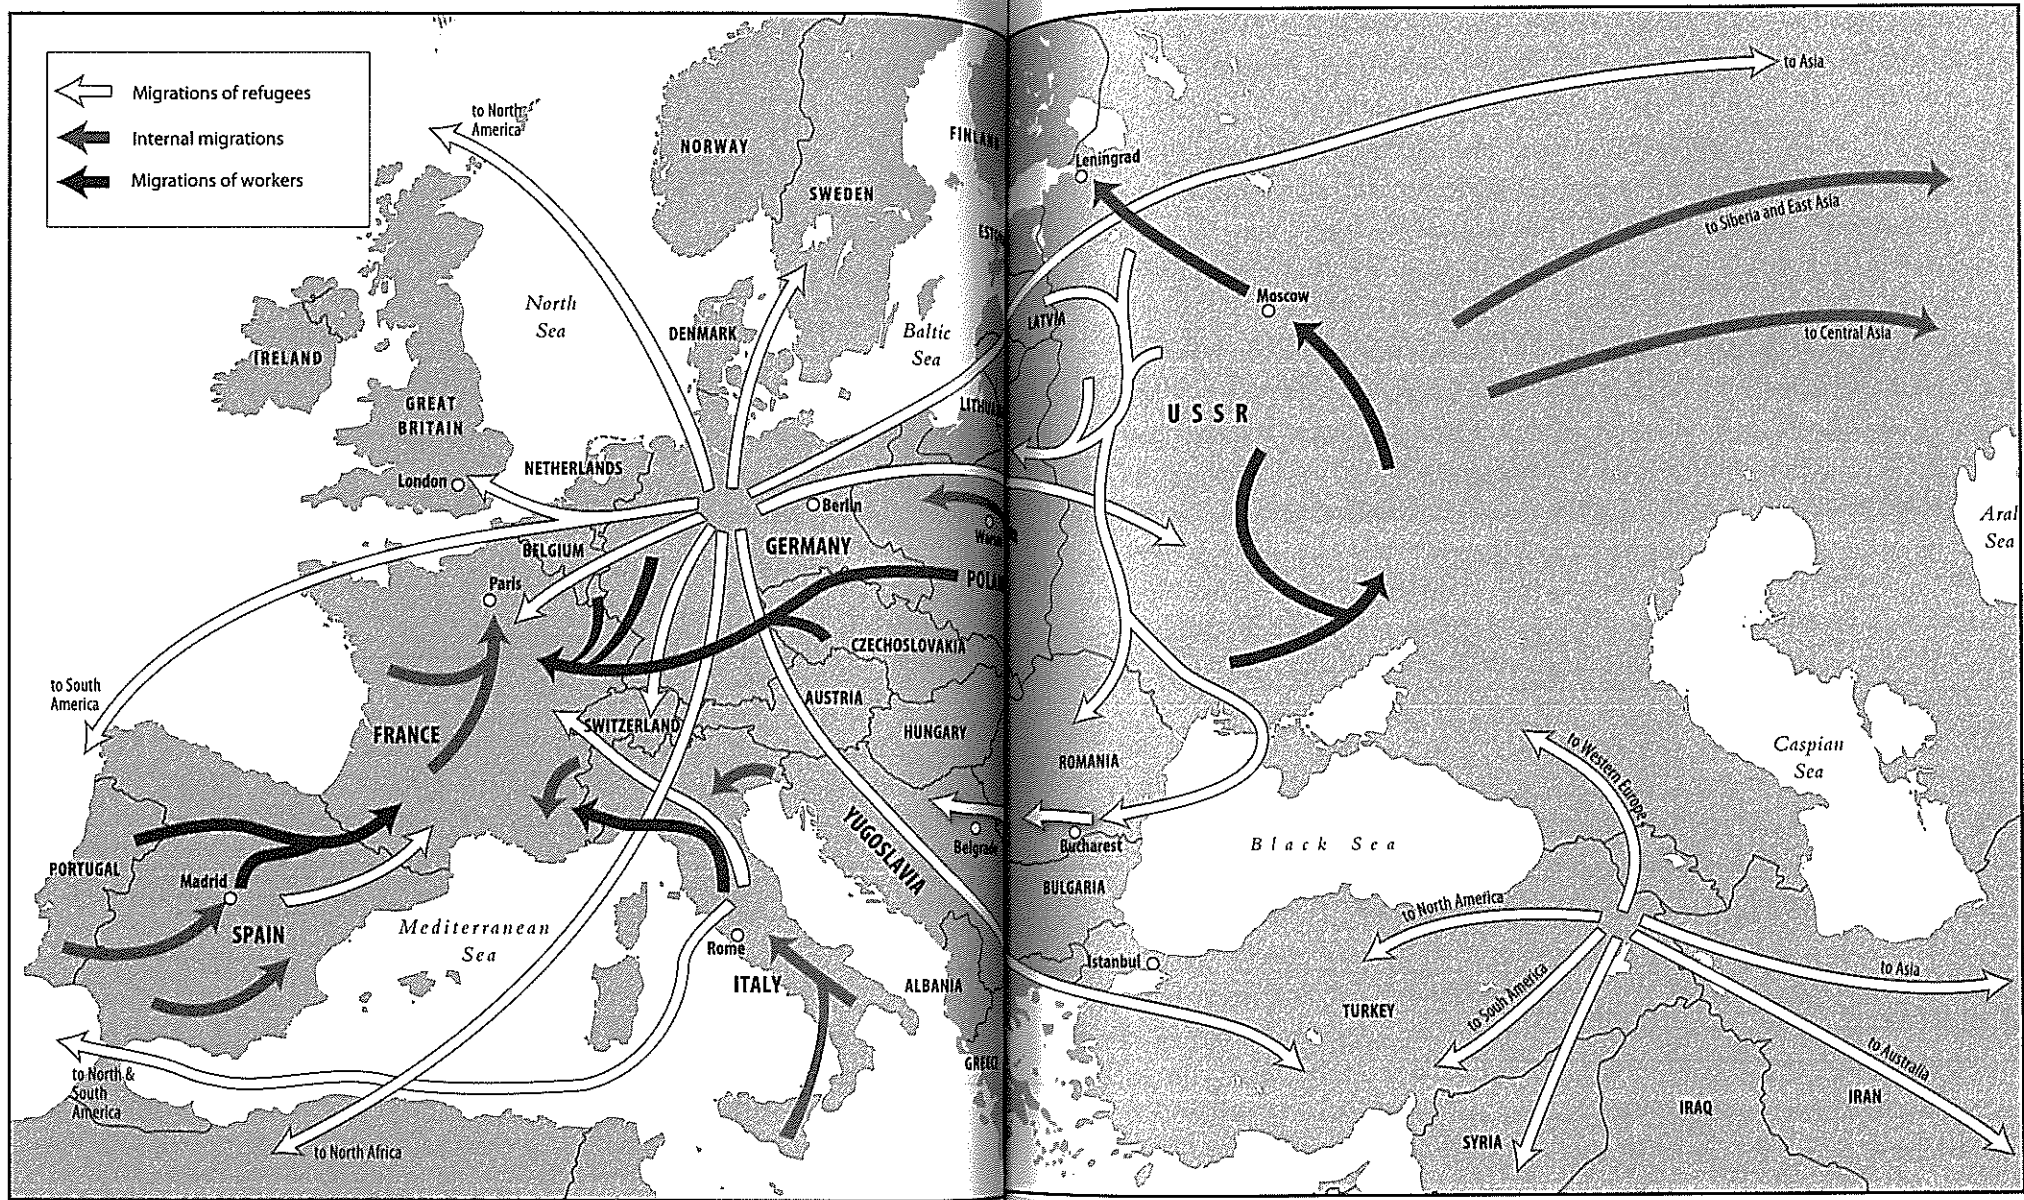 Migrations of refugees
Internal migrations
Migrations of workers
to North
America
NORWAY
SWEDEN
FINLAND
Leningrad
to Asia
to Siberia and East Asia
to Central Asia
Moscow
North
Sea
DENMARK
Baltic
Sea
LATVIA
IRELAND
GREAT
BRITAIN
London
NETHERLANDS
USSR
Berlin
BELGIUM
GERMANY
Paris
CZECHOSLOVAKIA
Aral
Sea
to South
America
AUSTRIA
SWITZERLAND
FRANCE
HUNGARY
ROMANIA
to Western Europe
Caspian
Sea
YUGOSLAVIA
Belgrade
Bucharest
Black Sea
PORTUGAL
Madrid
SPAIN
Mediterranean
Sea
Rome
ITALY
ALBANIA
BULGARIA
to North America
Istanbul
to Asia
TURKEY
to South America
to Australia
to North &
South
America
to North Africa
SYRIA
IRAQ
IRAN